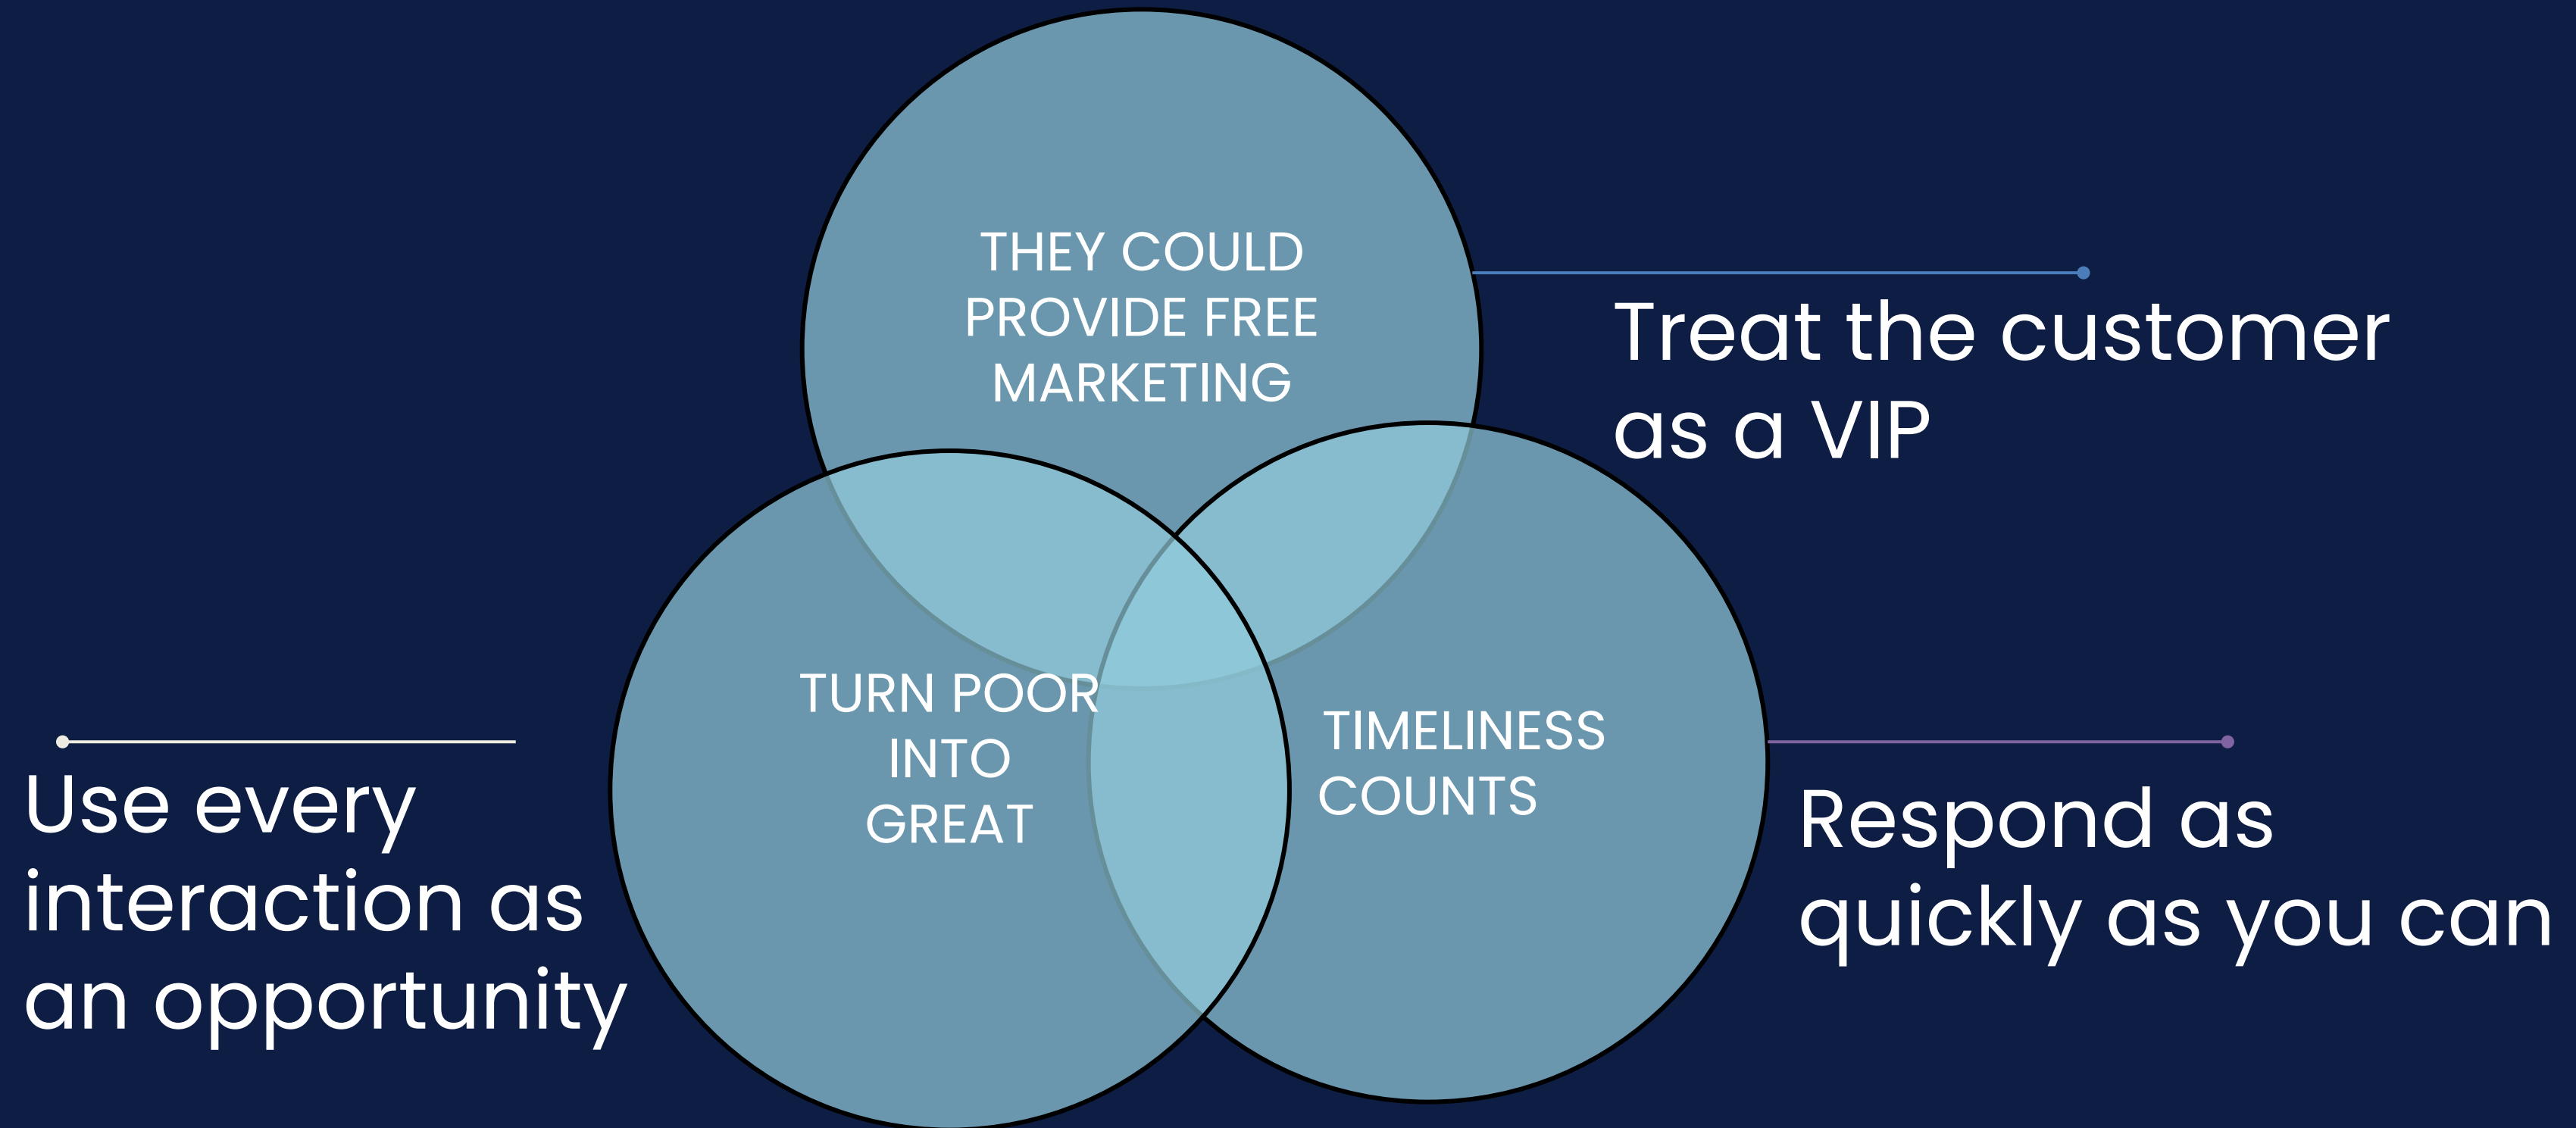 THEY COULD
PROVIDE FREE
MARKETING
Treat the customer
as a VIP
TURN POOR
INTO
GREAT
TIMELINESS
COUNTS
Use every
interaction as
an opportunity
Respond as
quickly as you can